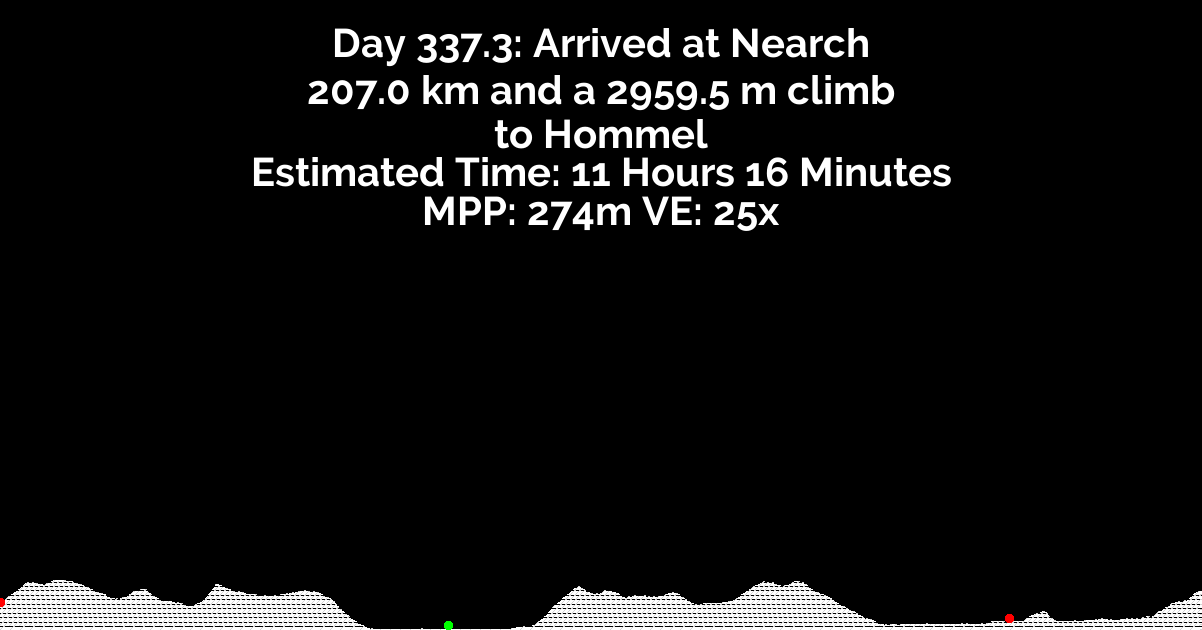 Day 337.3: Arrived at Nearch
207.0 km and a 2959.5 m climb
to Hommel
Estimated Time: 11 Hours 16 Minutes
MPP: 274m VE: 25x